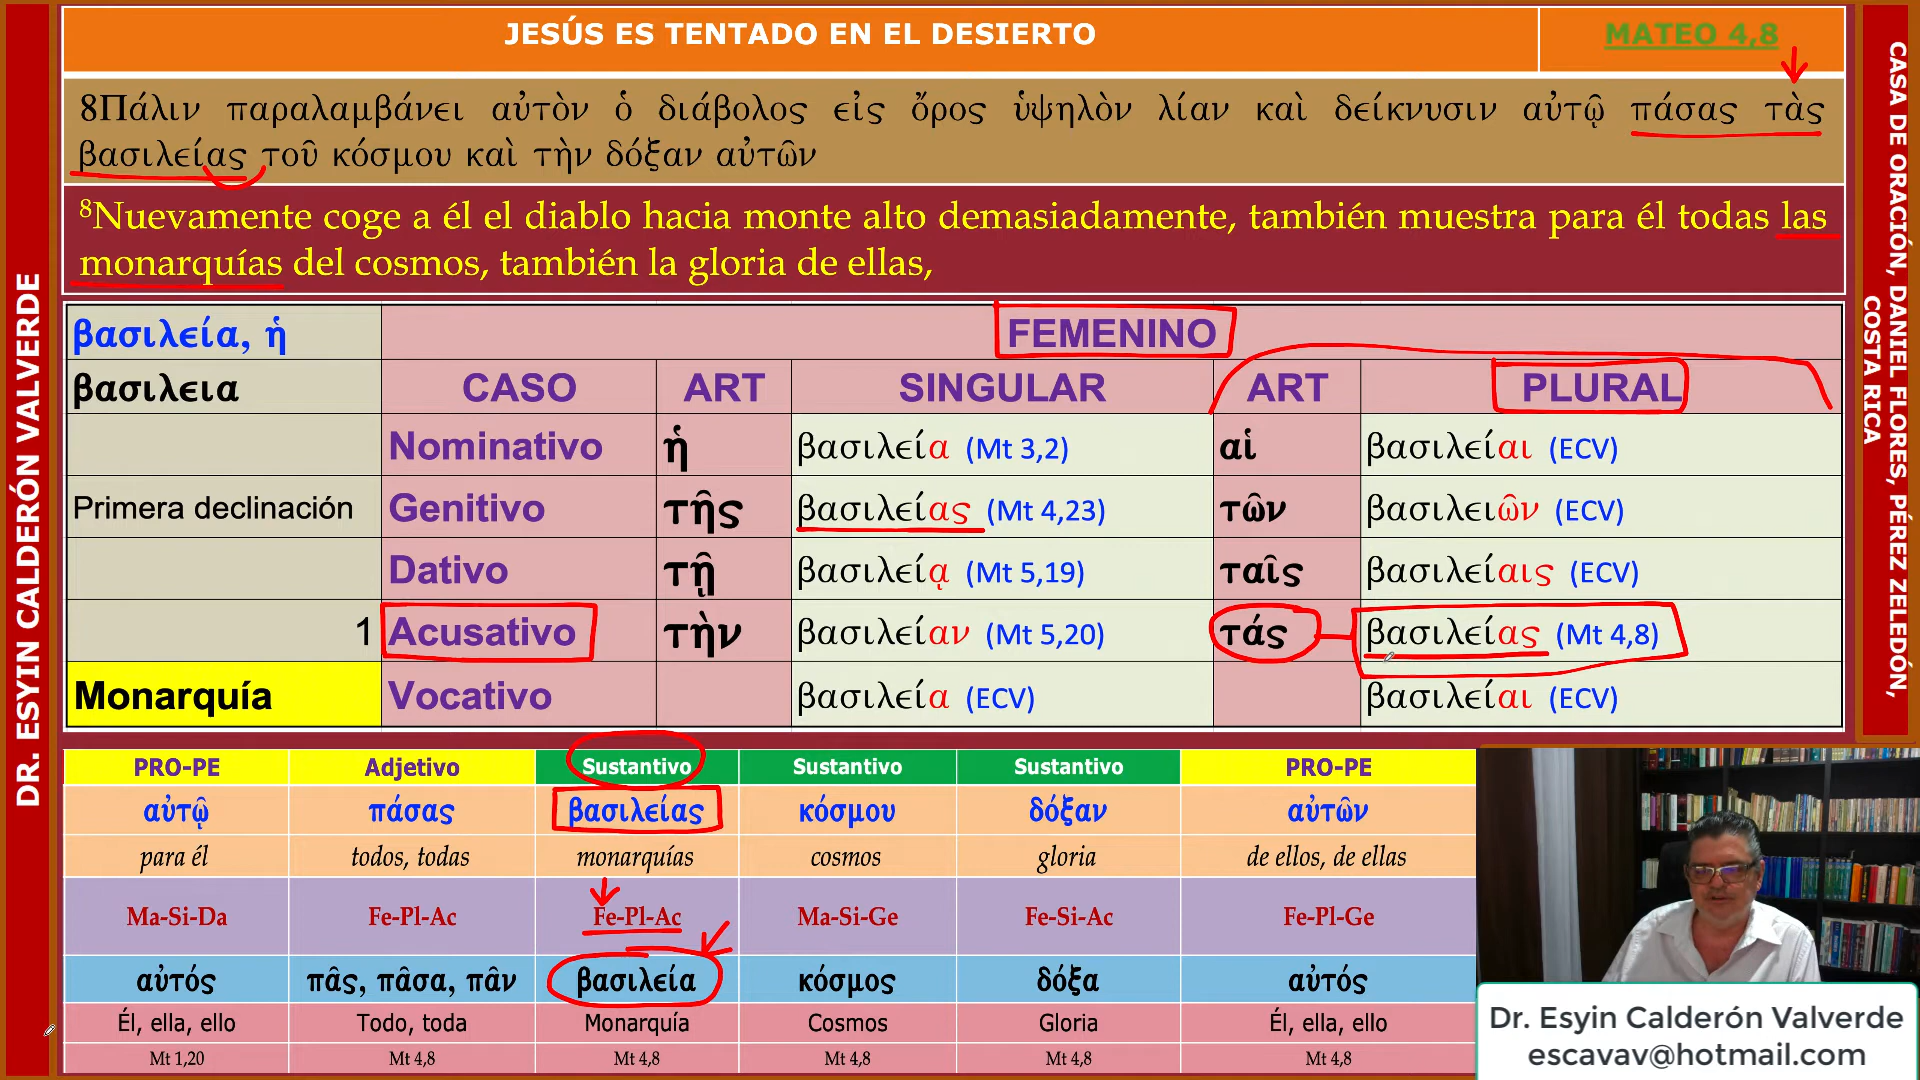 JESÚS ES TENTADO EN EL DESIERTO
MATEO 4,8
8Πάλιν παραλαμβάνει αὐτὸν ὁ διάβολος εἰς ὄρος ὑψηλὸν λίαν καὶ δείκνυσιν αὐτῷ πάσας τὰς
βασιλείας τοῦ κόσμου καὶ τὴν δόξαν αὐτῶν
⁸Nuevamente coge a él el diablo hacia monte alto demasiadamente, también muestra para él todas las
monarquías del cosmos, también la gloria de ellas,
βασιλεία, ἡ FEMENINO
βασιλεια CASO ART SINGULAR ART PLURAL
Nominativo ἡ βασιλεία (Mt 3,2) αἱ βασιλείαι (ECV)
Primera declinación Genitivo τῆς βασιλείας (Mt 4,23) τῶν βασιλειῶν (ECV)
Dativo τῇ βασιλείᾳ (Mt 5,19) ταῖς βασιλείαις (ECV)
1 Acusativo τὴν βασιλείαν (Mt 5,20) τάς βασιλείας (Mt 4,8)
Monarquía Vocativo βασιλεία (ECV) βασιλείαι (ECV)
PRO-PE Adjetivo Sustantivo Sustantivo Sustantivo PRO-PE
αὐτῷ πάσας βασιλείας κόσμου δόξαν αὐτῶν
para él todos, todas monarquías cosmos gloria de ellos, de ellas
Ma-Si-Da Fe-Pl-Ac Fe-Pl-Ac Ma-Si-Ge Fe-Si-Ac Fe-Pl-Ge
αὐτός πᾶς, πᾶσα, πᾶν βασιλεία κόσμος δόξα αὐτός
Él, ella, ello Todo, toda Monarquía Cosmos Gloria Él, ella, ello
Mt 1,20 Mt 4,8 Mt 4,8 Mt 4,8 Mt 4,8 Mt 4,8
DR. ESYIN CALDERÓN VALVERDE
CASA DE ORACIÓN, DANIEL FLORES, PÉREZ ZELEDÓN,
COSTA RICA
Dr. Esyin Calderón Valverde
escavav@hotmail.com